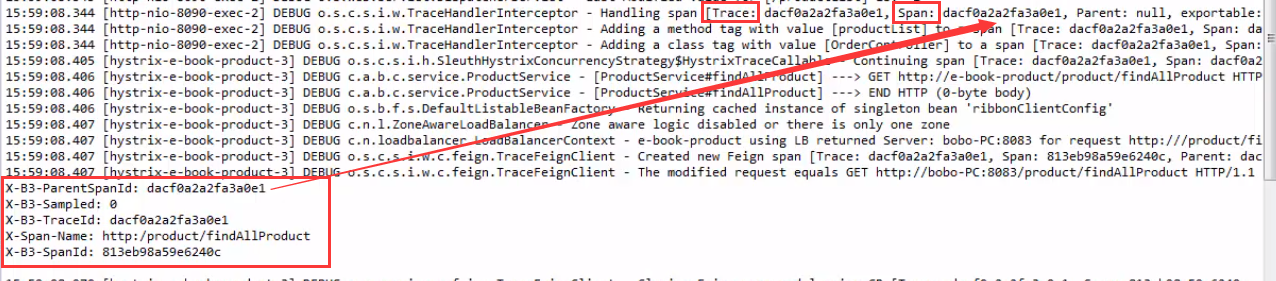 15:59:08.344 [http-nio-8090-exec-2] DEBUG o.s.c.s.i.w.TraceHandlerInterceptor - Handling span [Trace: dacf0a2a2fa3a0e1, Span: dacf0a2a2fa3a0e1, Parent: null, exportable:
15:59:08.344 [http-nio-8090-exec-2] DEBUG o.s.c.s.i.w.TraceHandlerInterceptor - Adding a method tag with value [productList] to a span [Trace: dacf0a2a2fa3a0e1, Span: da
15:59:08.344 [http-nio-8090-exec-2] DEBUG o.s.c.s.i.w.TraceHandlerInterceptor - Adding a class tag with value [OrderController] to a span [Trace: dacf0a2a2fa3a0e1, Span:
15:59:08.405 [hystrix-e-book-product-3] DEBUG o.s.c.s.i.h.SleuthHystrixConcurrencyStrategy$HystrixTraceCallable - Continuing span [Trace: dacf0a2a2fa3a0e1, Span: dacf0a2
15:59:08.406 [hystrix-e-book-product-3] DEBUG c.a.b.c.service.ProductService - [ProductService#findAllProduct] ---> GET http://e-book-product/product/findAllProduct HTTP
15:59:08.406 [hystrix-e-book-product-3] DEBUG c.a.b.c.service.ProductService - [ProductService#findAllProduct] ---> END HTTP (0-byte body)
15:59:08.406 [hystrix-e-book-product-3] DEBUG o.s.b.f.s.DefaultListableBeanFactory - Returning cached instance of singleton bean 'ribbonClientConfig'
15:59:08.407 [hystrix-e-book-product-3] DEBUG c.n.l.ZoneAwareLoadBalancer - Zone aware logic disabled or there is only one zone
15:59:08.407 [hystrix-e-book-product-3] DEBUG c.n.loadbalancer.LoadBalancerContext - e-book-product using LB returned Server: bobo-PC:8083 for request http:///product/fi
15:59:08.407 [hystrix-e-book-product-3] DEBUG o.s.c.s.i.w.c.feign.TraceFeignClient - Created new Feign span [Trace: dacf0a2a2fa3a0e1, Span: 813eb98a59e6240c, Parent: dac
15:59:08.407 [hystrix-e-book-product-3] DEBUG o.s.c.s.i.w.c.feign.TraceFeignClient - The modified request equals GET http://bobo-PC:8083/product/findAllProduct HTTP/1.1
X-B3-ParentSpanId: dacf0a2a2fa3a0e1
X-B3-Sampled: 0
X-B3-TraceId: dacf0a2a2fa3a0e1
X-Span-Name: http:/product/findAllProduct
X-B3-SpanId: 813eb98a59e6240c